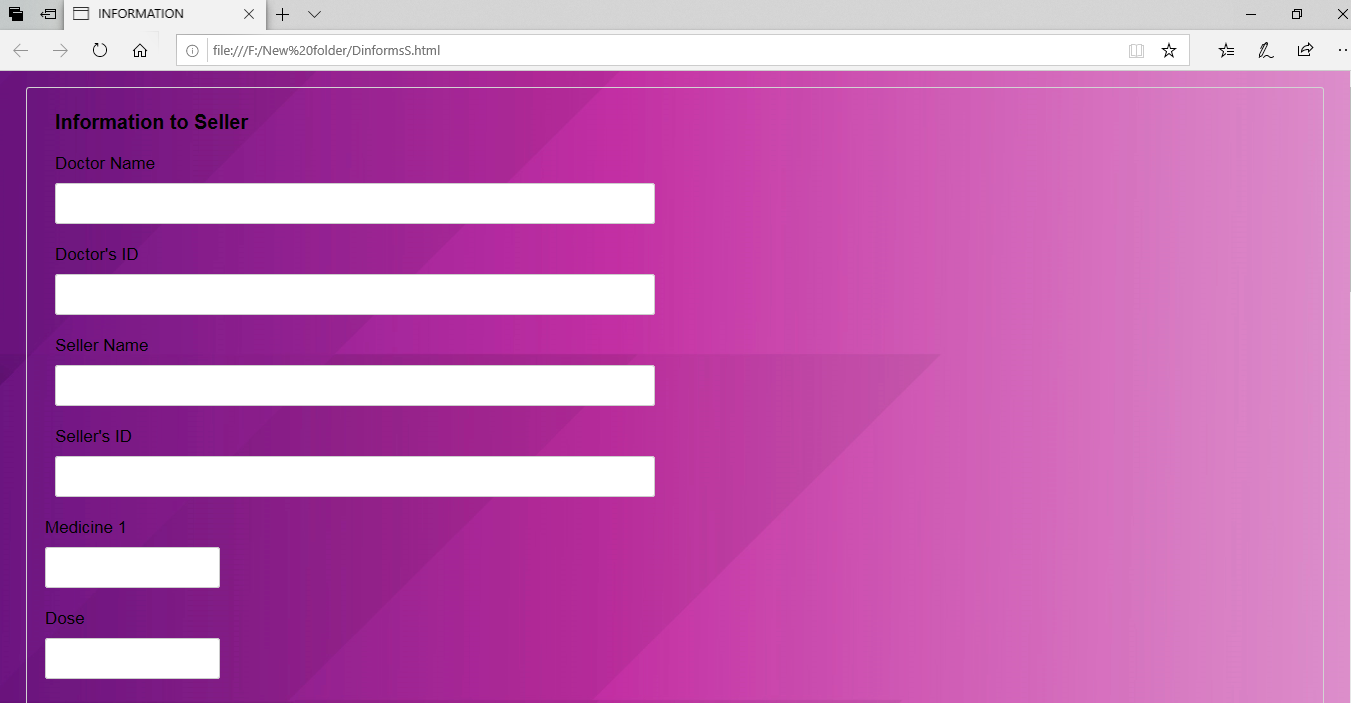 INFORMATION
file:///F:/New%20folder/DinformsS.html
Information to Seller
Doctor Name
Doctor's ID
Seller Name
Seller's ID
Medicine 1
Dose